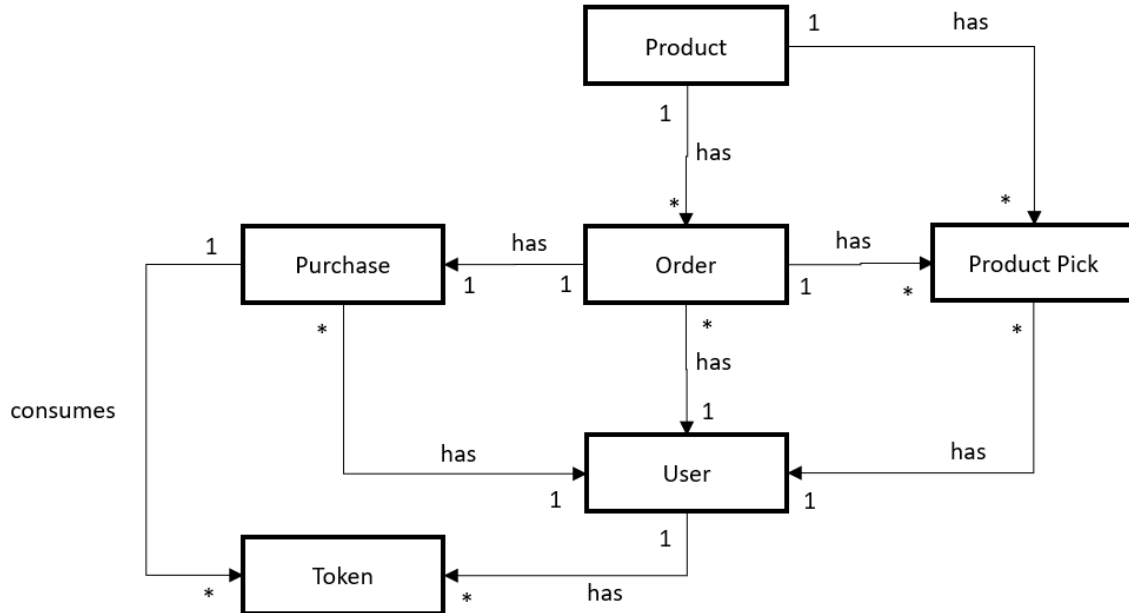 Product
1
has
1
has
*
*
Purchase
1
has
1
1
Order
has
1
*
Product Pick
*
*
has
1
*
consumes
has
1
User
has
1
1
Token
*
*
has